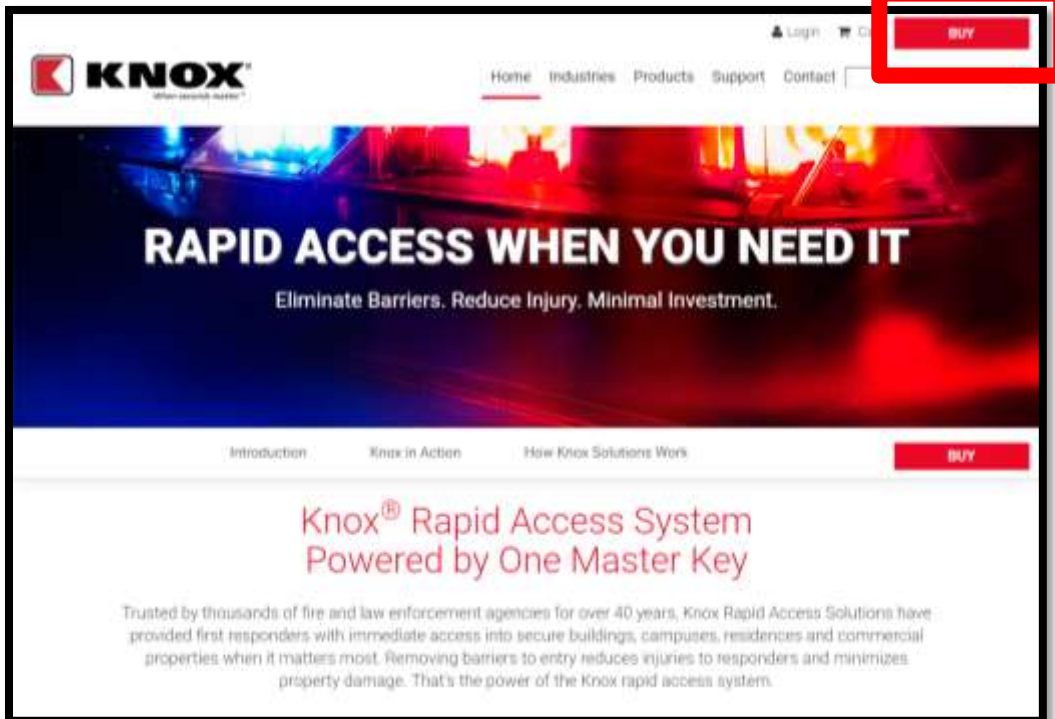 Login
BUY
KNOX®
When seconds matter™
Home Industries Products Support Contact
RAPID ACCESS WHEN YOU NEED IT
Eliminate Barriers. Reduce Injury. Minimal Investment.
Introduction Knox in Action How Knox Solutions Work BUY
Knox® Rapid Access System
Powered by One Master Key
Trusted by thousands of fire and law enforcement agencies for over 40 years, Knox Rapid Access Solutions have
provided first responders with immediate access into secure buildings, campuses, residences and commercial
properties when it matters most. Removing barriers to entry reduces injuries to responders and minimizes
property damage. That's the power of the Knox rapid access system.